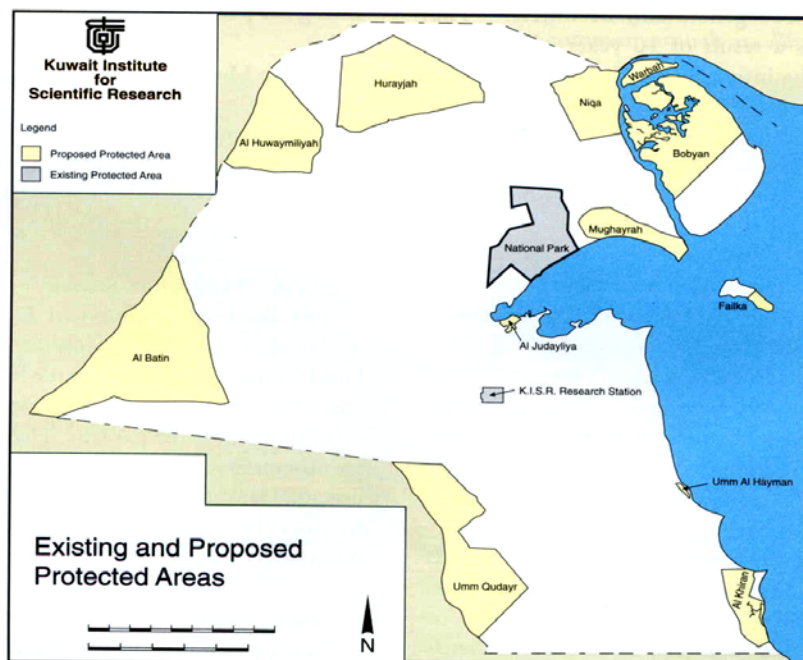 Kuwait Institute
for
Scientific Research
Legend
Proposed Protected Area
Existing Protected Area
Hurayjah
Al Huwaymiliyah
Warbah
Niqa
Bobyan
Mughayrah
National Park
Failka
Al Judayliya
Al Batin
K.I.S.R. Research Station
Umm Al Hayman
Umm Qudayr
Al Khiran
Existing and Proposed
Protected Areas
N